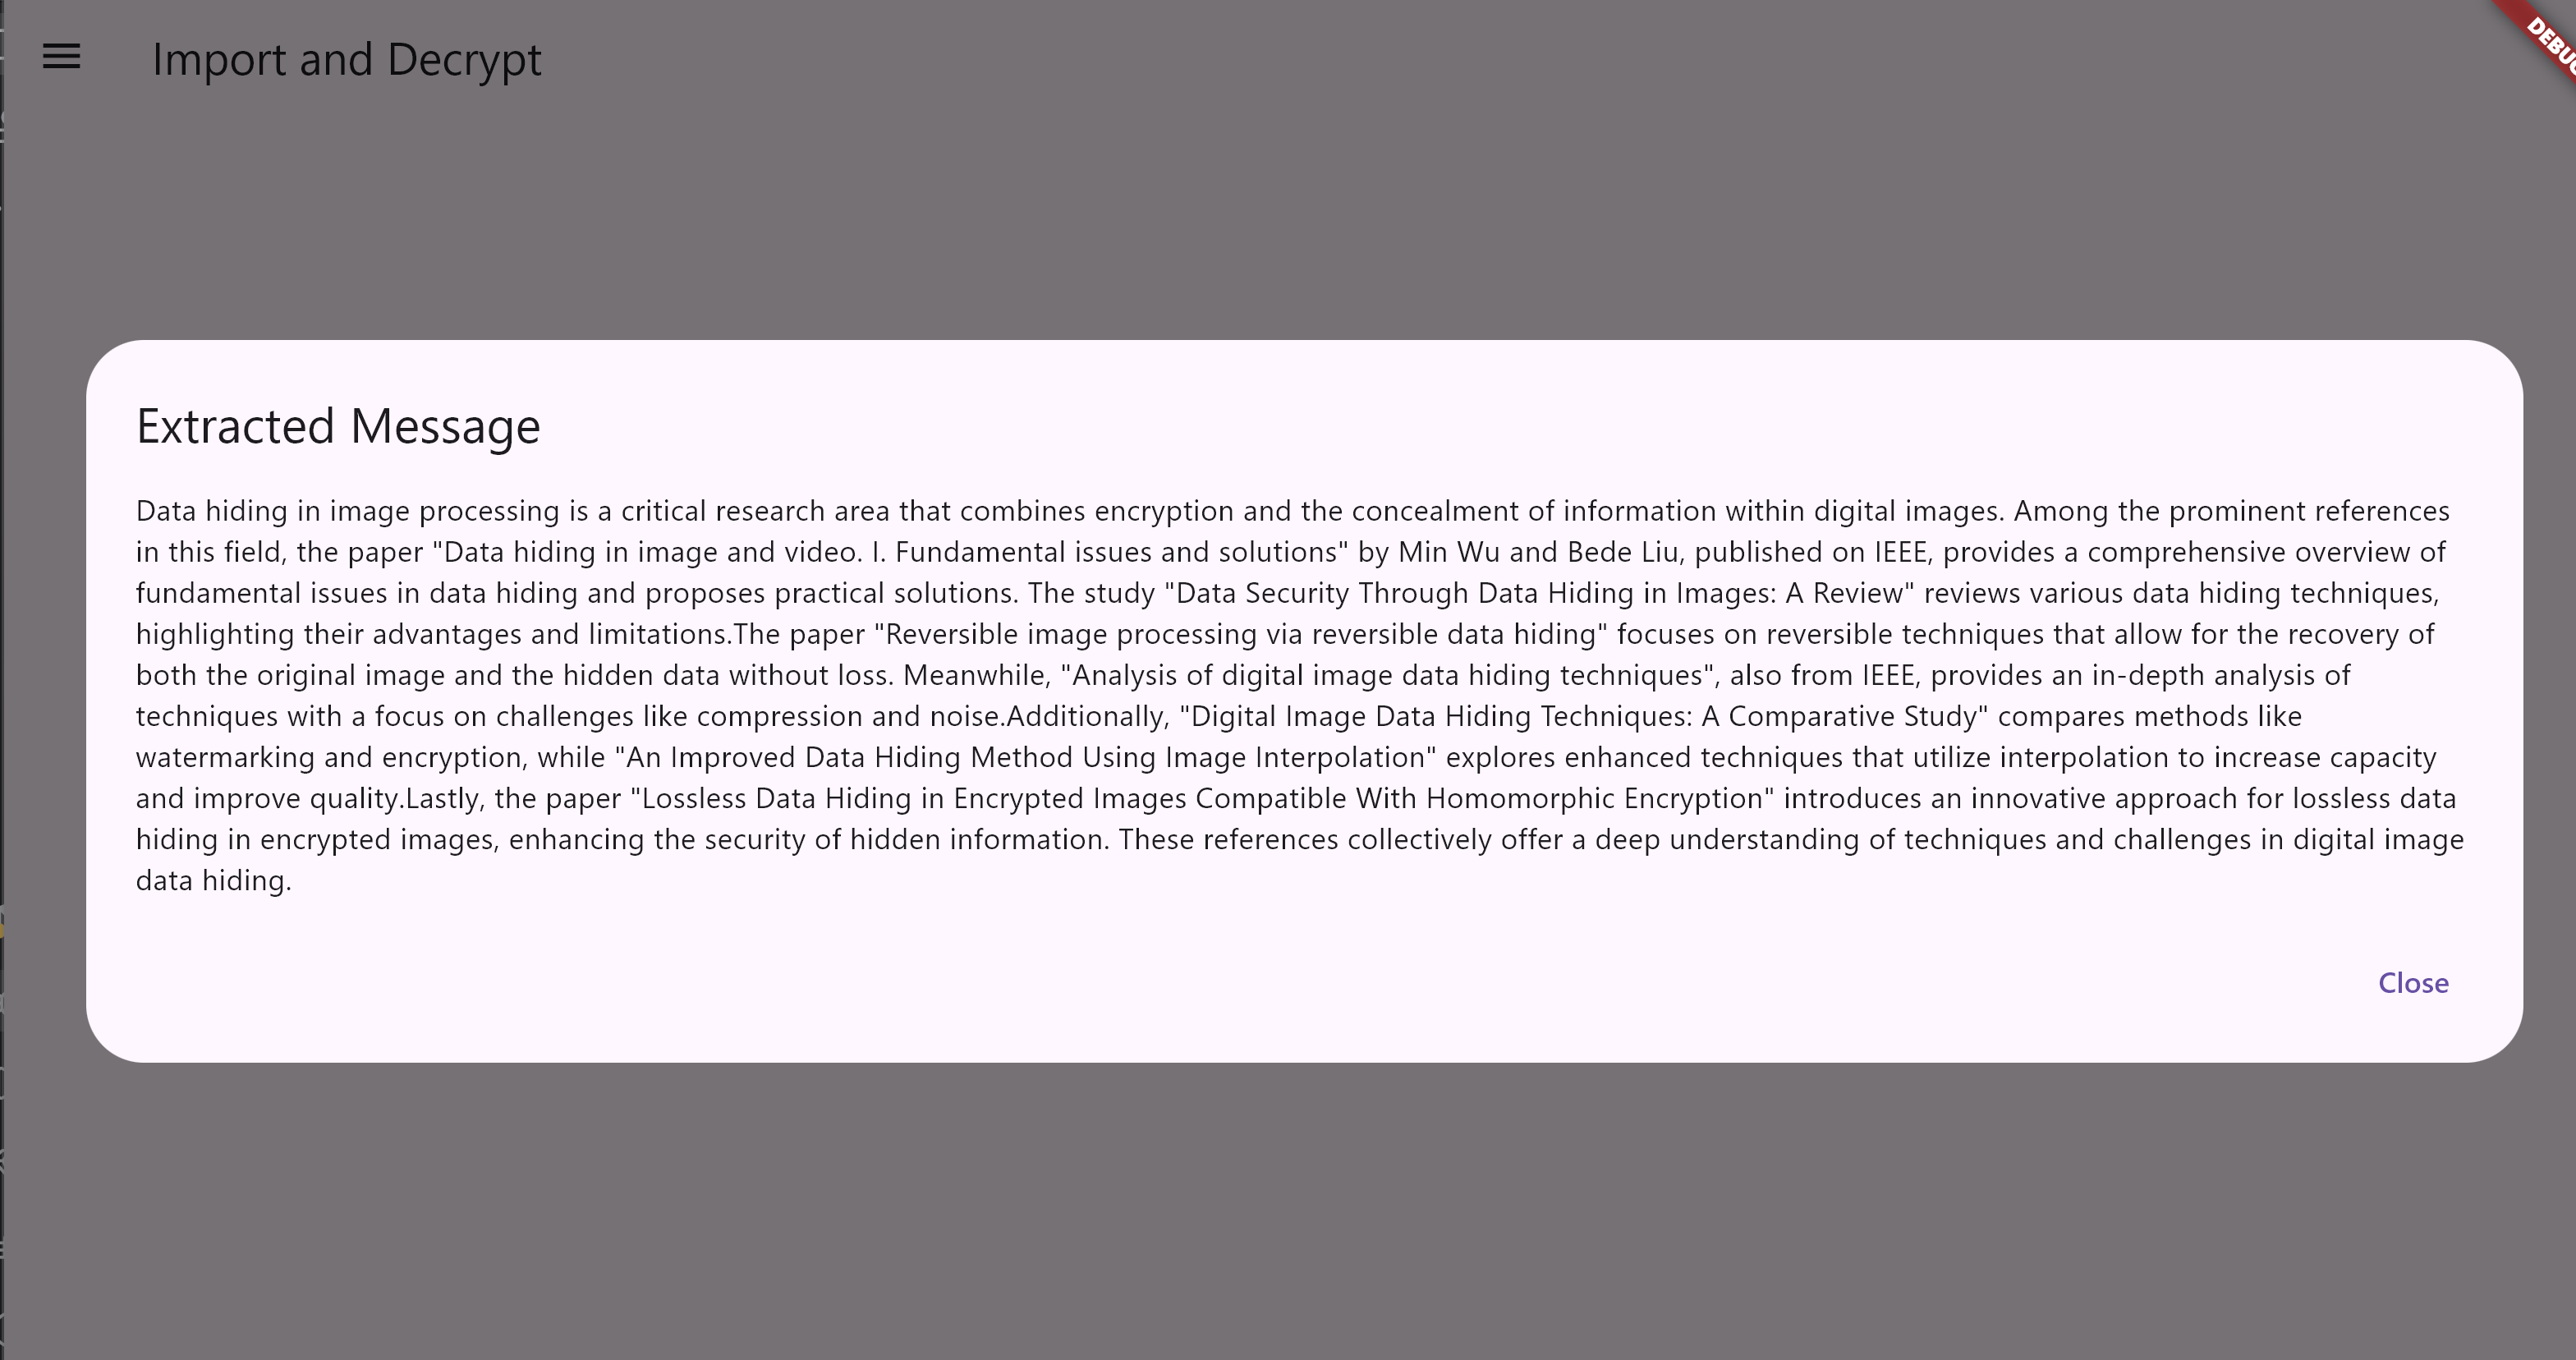 Import and Decrypt
Extracted Message
Data hiding in image processing is a critical research area that combines encryption and the concealment of information within digital images. Among the prominent references
in this field, the paper "Data hiding in image and video. I. Fundamental issues and solutions" by Min Wu and Bede Liu, published on IEEE, provides a comprehensive overview of
fundamental issues in data hiding and proposes practical solutions. The study "Data Security Through Data Hiding in Images: A Review" reviews various data hiding techniques,
highlighting their advantages and limitations.The paper "Reversible image processing via reversible data hiding" focuses on reversible techniques that allow for the recovery of
both the original image and the hidden data without loss. Meanwhile, "Analysis of digital image data hiding techniques", also from IEEE, provides an in-depth analysis of
techniques with a focus on challenges like compression and noise.Additionally, "Digital Image Data Hiding Techniques: A Comparative Study" compares methods like
watermarking and encryption, while "An Improved Data Hiding Method Using Image Interpolation" explores enhanced techniques that utilize interpolation to increase capacity
and improve quality.Lastly, the paper "Lossless Data Hiding in Encrypted Images Compatible With Homomorphic Encryption" introduces an innovative approach for lossless data
hiding in encrypted images, enhancing the security of hidden information. These references collectively offer a deep understanding of techniques and challenges in digital image
data hiding.
Close